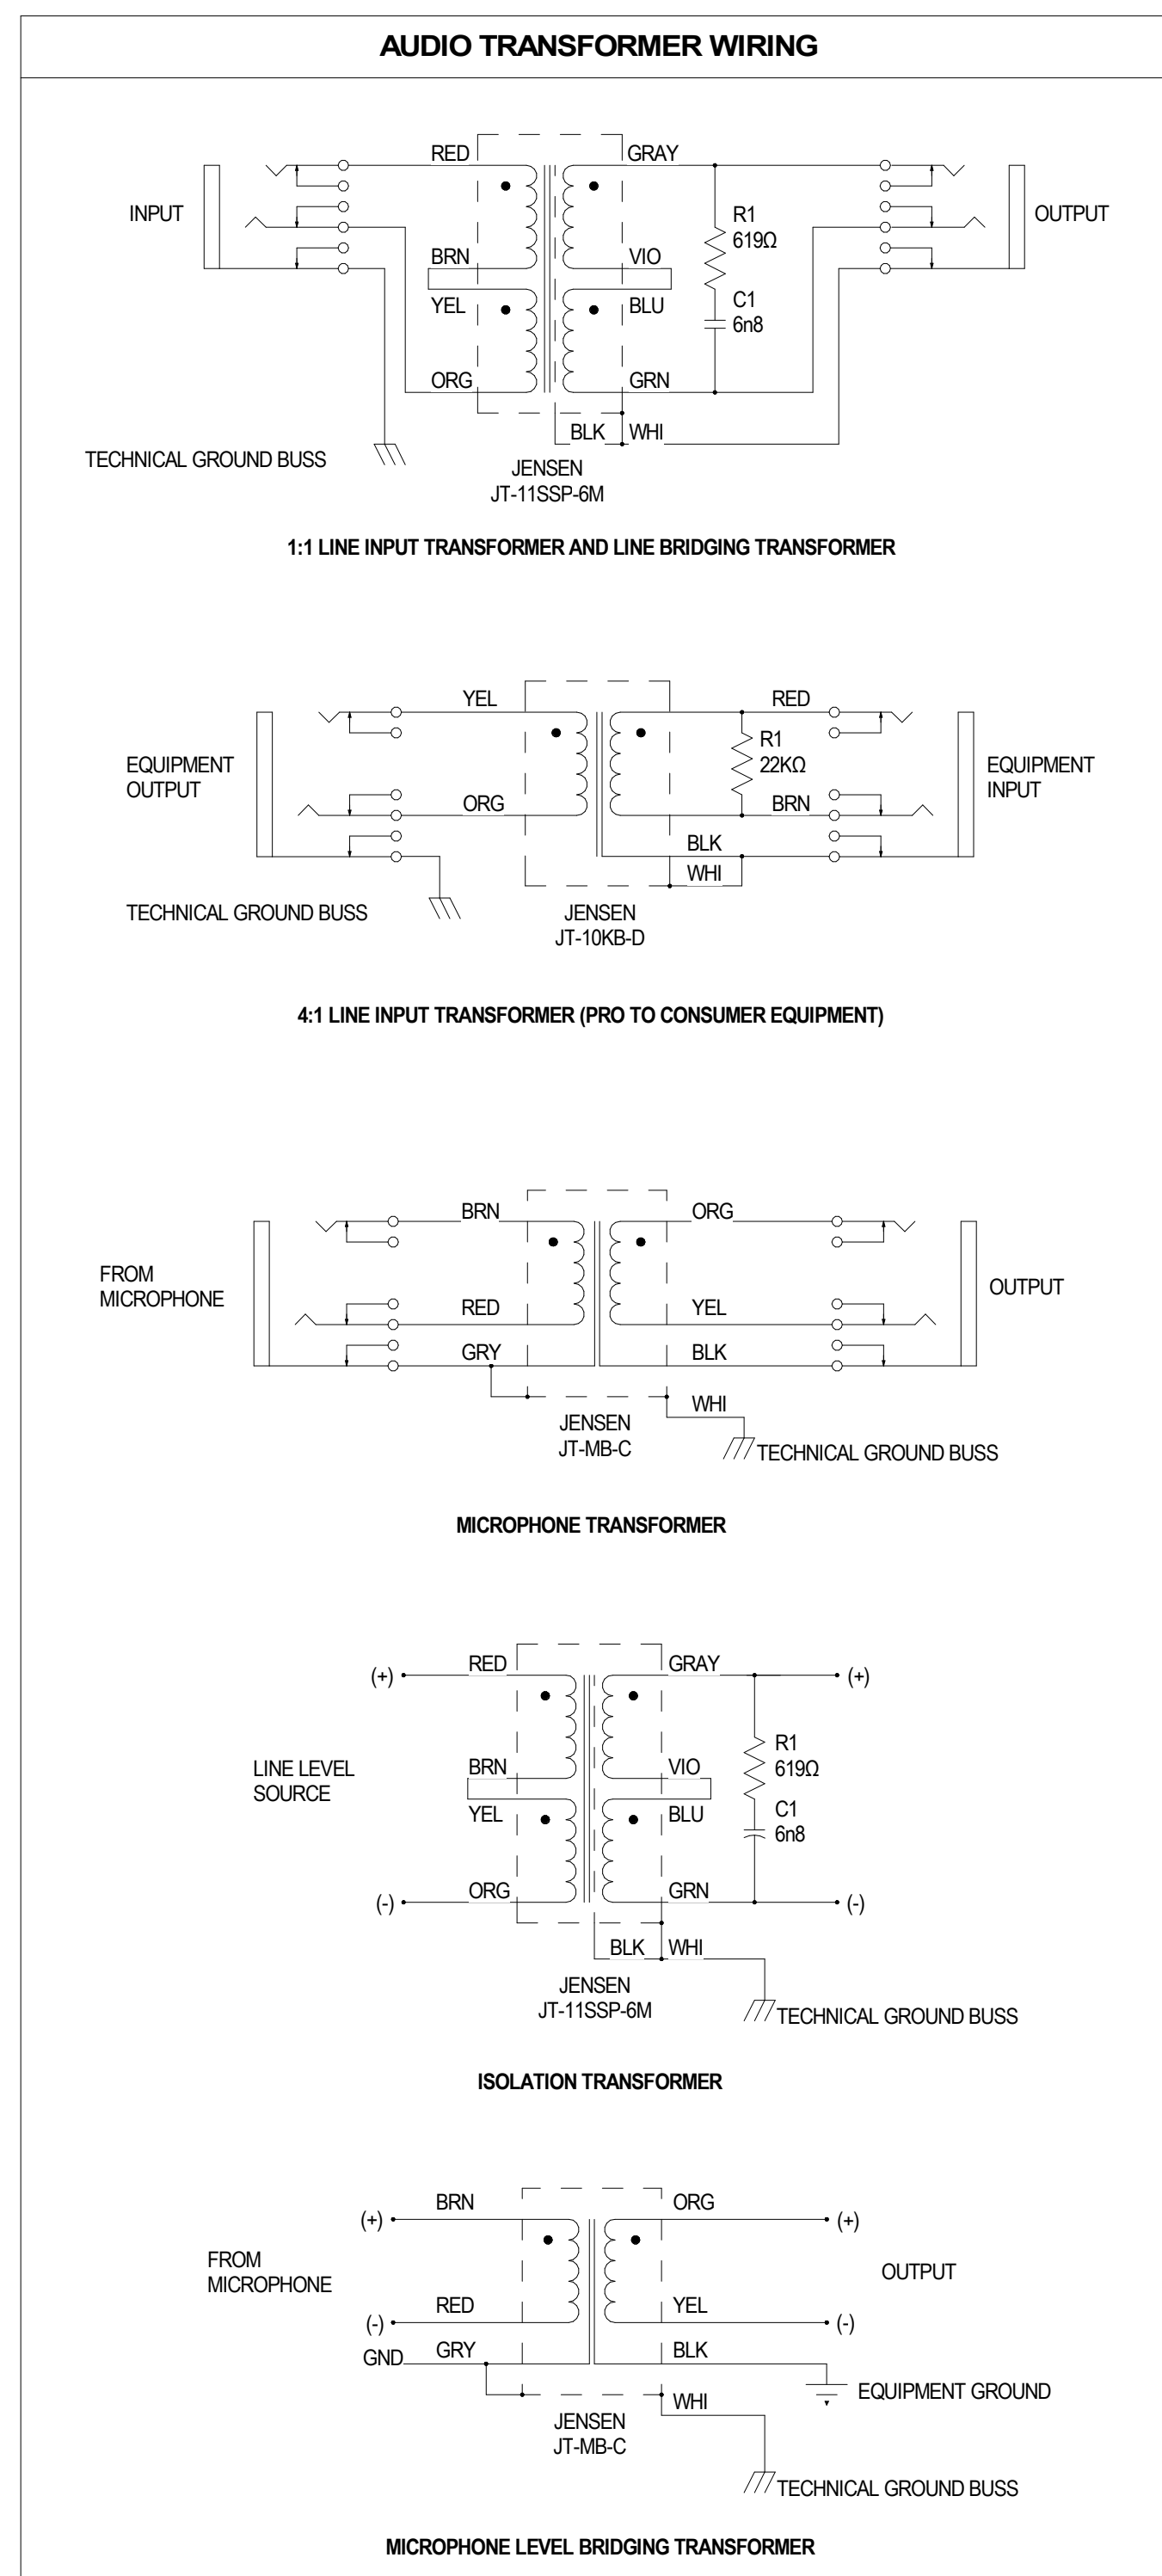 AUDIO TRANSFORMER WIRING
RED
GRAY
INPUT
R1
619Ω
OUTPUT
BRN
VIO
YEL
BLU
C1
6n8
ORG
GRN
BLK
WHI
TECHNICAL GROUND BUSS
JENSEN
JT-11SSP-6M
1:1 LINE INPUT TRANSFORMER AND LINE BRIDGING TRANSFORMER
YEL
RED
EQUIPMENT
OUTPUT
R1
22KΩ
EQUIPMENT
INPUT
ORG
BRN
BLK
WHI
TECHNICAL GROUND BUSS
JENSEN
JT-10KB-D
4:1 LINE INPUT TRANSFORMER (PRO TO CONSUMER EQUIPMENT)
BRN
ORG
FROM
MICROPHONE
OUTPUT
RED
YEL
GRY
BLK
WHI
JENSEN
JT-MB-C
TECHNICAL GROUND BUSS
MICROPHONE TRANSFORMER
RED
GRAY
(+)
(+)
LINE LEVEL
SOURCE
R1
619Ω
BRN
VIO
YEL
BLU
C1
6n8
ORG
GRN
(-)
(-)
BLK
WHI
JENSEN
JT-11SSP-6M
TECHNICAL GROUND BUSS
ISOLATION TRANSFORMER
BRN
ORG
(+)
(+)
FROM
MICROPHONE
OUTPUT
RED
YEL
(-)
(-)
GND
GRY
BLK
EQUIPMENT GROUND
WHI
JENSEN
JT-MB-C
TECHNICAL GROUND BUSS
MICROPHONE LEVEL BRIDGING TRANSFORMER